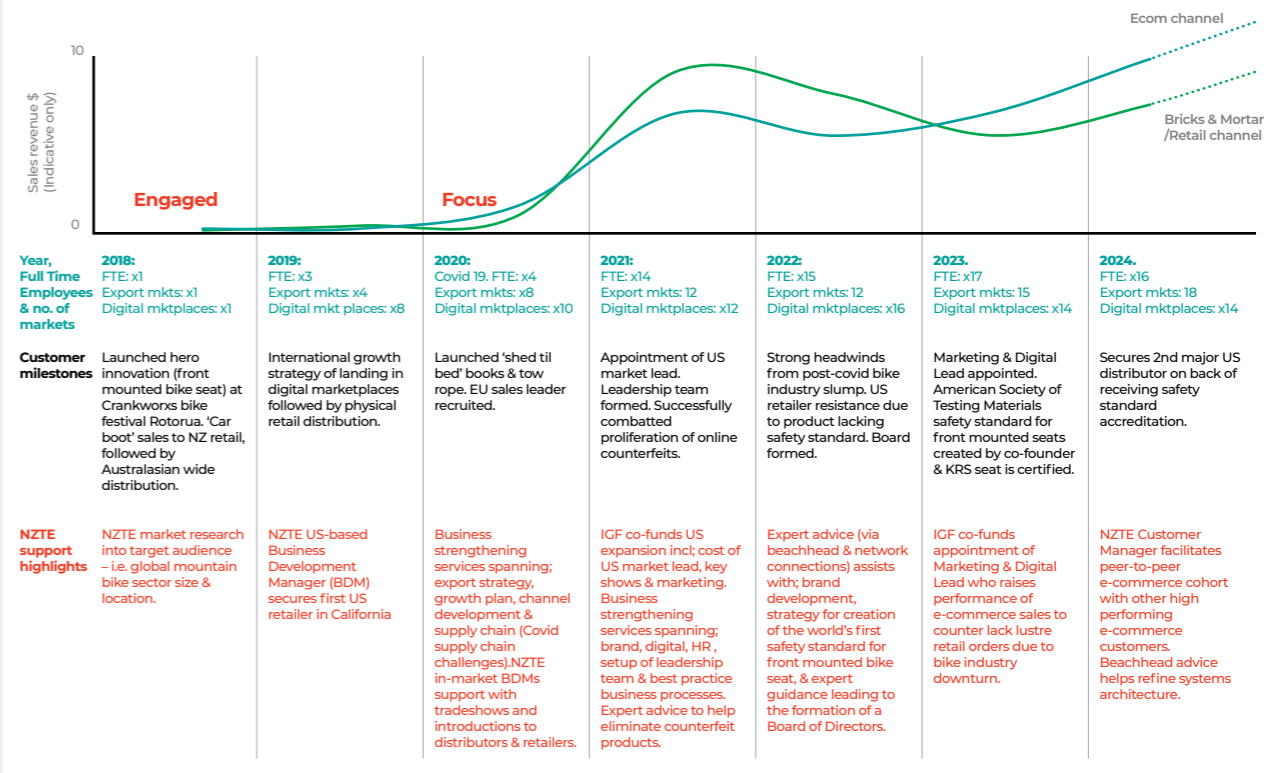 Ecom channel
10
Sales revenue $
(Indicative only)
Bricks & Mortar
/Retail channel
Engaged
Focus
0
Year,
Full Time
Employees
& no. of
markets
2018:
FTE: x1
Export mkts: x1
Digital mktplaces: x1
2019:
FTE: x3
Export mkts: x4
Digital mkt places: x8
2020:
Covid 19. FTE: x4
Export mkts: x8
Digital mktplaces: x10
2021:
FTE: x14
Export mkts: 12
Digital mktplaces: x12
2022:
FTE: x15
Export mkts: 12
Digital mktplaces: x16
2023.
FTE: x17
Export mkts: 15
Digital mktplaces: x14
2024.
FTE: x16
Export mkts: 18
Digital mktplaces: x14
Customer
milestones
Launched hero
innovation (front
mounted bike seat) at
Crankworxs bike
festival Rotorua. ‘Car
boot’ sales to NZ retail,
followed by
Australasian wide
distribution.
International growth
strategy of landing in
digital marketplaces
followed by physical
retail distribution.
Launched ‘shed til
bed’ books & tow
rope. EU sales leader
recruited.
Appointment of US
market lead.
Leadership team
formed. Successfully
combatted
proliferation of online
counterfeits.
Strong headwinds
from post-covid bike
industry slump. US
retailer resistance due
to product lacking
safety standard. Board
formed.
Marketing & Digital
Lead appointed.
American Society of
Testing Materials
safety standard for
front mounted seats
created by co-founder
& KRS seat is certified.
Secures 2nd major US
distributor on back of
receiving safety
standard
accreditation.
NZTE
support
highlights
NZTE market research
into target audience
– i.e. global mountain
bike sector size &
location.
NZTE US-based
Business
Development
Manager (BDM)
secures first US
retailer in California
Business
strengthening
services spanning;
export strategy,
growth plan, channel
development &
supply chain (Covid
supply chain
challenges).NZTE
in-market BDMs
support with
tradeshows and
introductions to
distributors & retailers.
IGF co-funds US
expansion incl; cost of
US market lead, key
shows & marketing.
Business
strengthening
services spanning;
brand, digital, HR ,
setup of leadership
team & best practice
business processes.
Expert advice to help
eliminate counterfeit
products.
Expert advice (via
beachhead & network
connections) assists
with; brand
development,
strategy for creation
of the world’s first
safety standard for
front mounted bike
seat, & expert
guidance leading to
the formation of a
Board of Directors.
IGF co-funds
appointment of
Marketing & Digital
Lead who raises
performance of
e-commerce sales to
counter lack lustre
retail orders due to
bike industry
downturn.
NZTE Customer
Manager facilitates
peer-to-peer
e-commerce cohort
with other high
performing
e-commerce
customers.
Beachhead advice
helps refine systems
architecture.